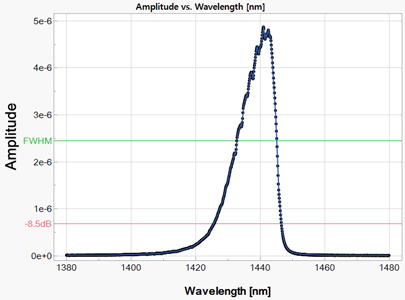 Amplitude vs. Wavelength [nm]
5e-6
4e-6
3e-6
FWHM
2e-6
1e-6
-8.5dB
0e+0
Amplitude
1380 1400 1420 1440 1460 1480
Wavelength [nm]